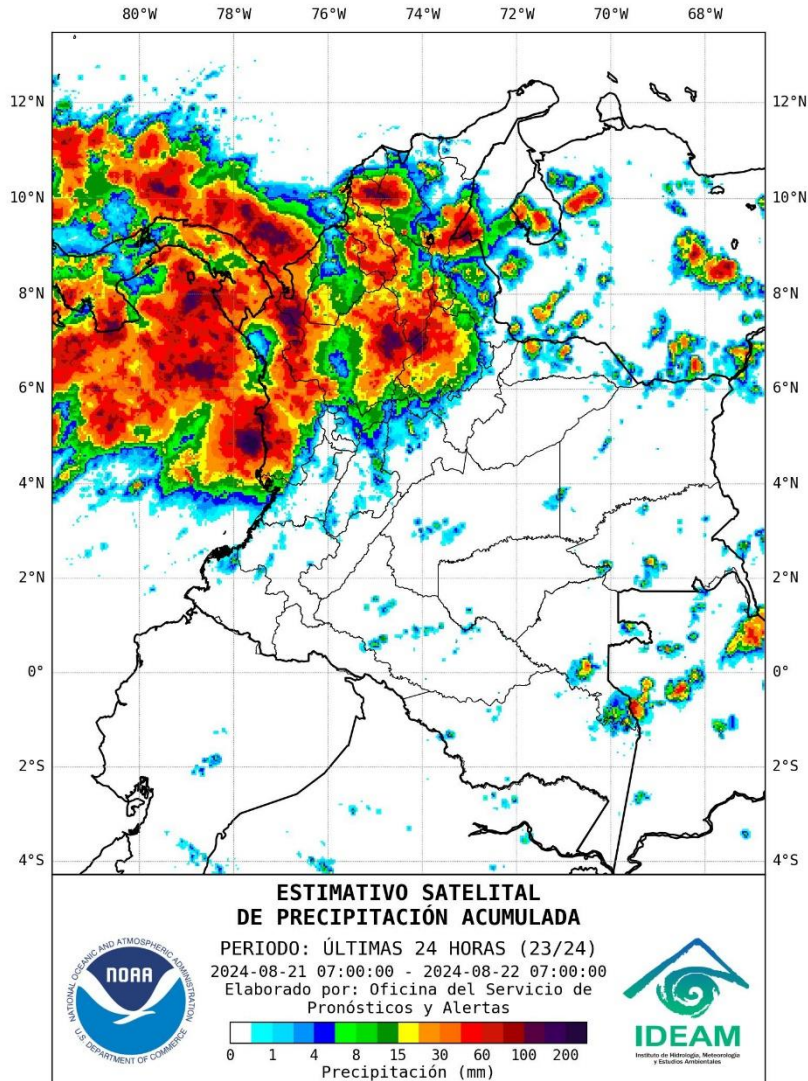 80°W 78°W 76°W 74°W 72°W 70°W 68°W
12°N 12°N
10°N 10°N
8°N 8°N
6°N 6°N
4°N 4°N
2°N 2°N
0° 0°
2°S 2°S
4°S 4°S
ESTIMATIVO SATELITAL
DE PRECIPITACIÓN ACUMULADA
PERIODO: ÚLTIMAS 24 HORAS (23/24)
2024-08-21 07:00:00 - 2024-08-22 07:00:00
Elaborado por: Oficina del Servicio de
Pronósticos y Alertas
0 1 4 8 15 30 60 100 200
Precipitación (mm)
NATIONAL OCEANIC AND ATMOSPHERIC ADMINISTRATION
NOAA
U.S. DEPARTMENT OF COMMERCE
IDEAM
Instituto de Hidrología, Meteorología
y Estudios Ambientales